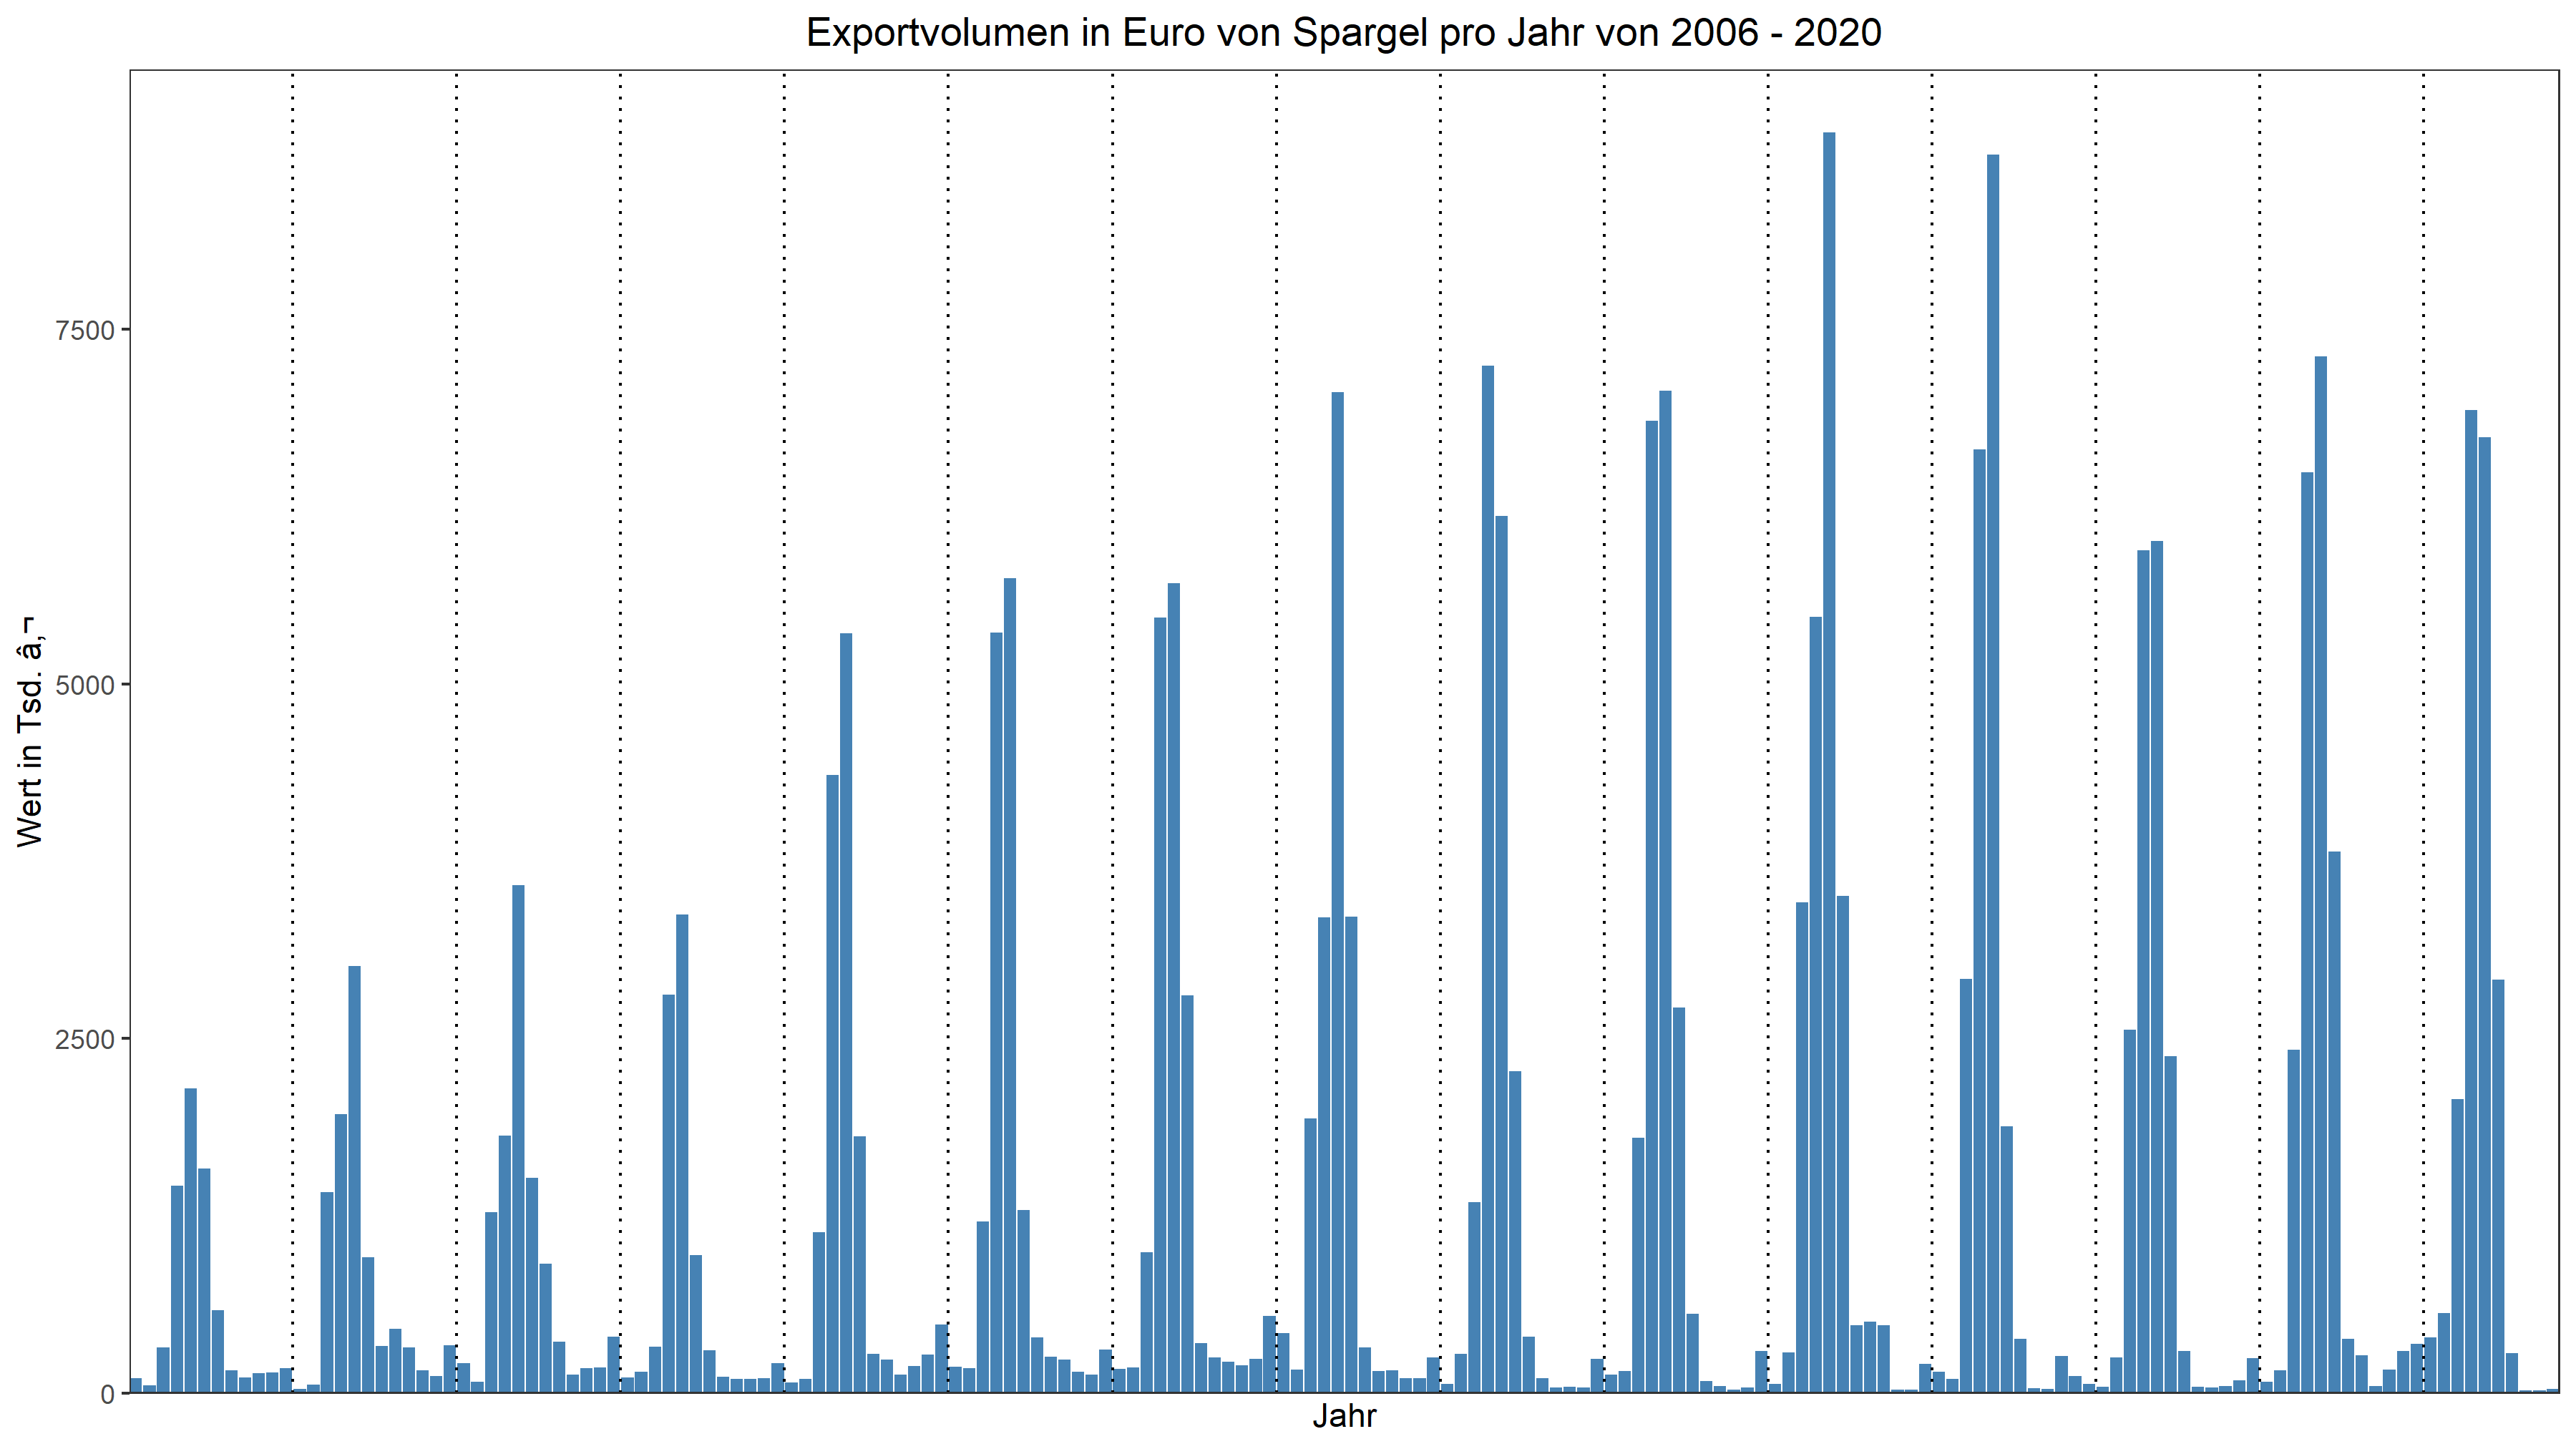 Exportvolumen in Euro von Spargel pro Jahr von 2006 - 2020
Wert in Tsd. â‚¬
7500
5000
2500
0
Jahr